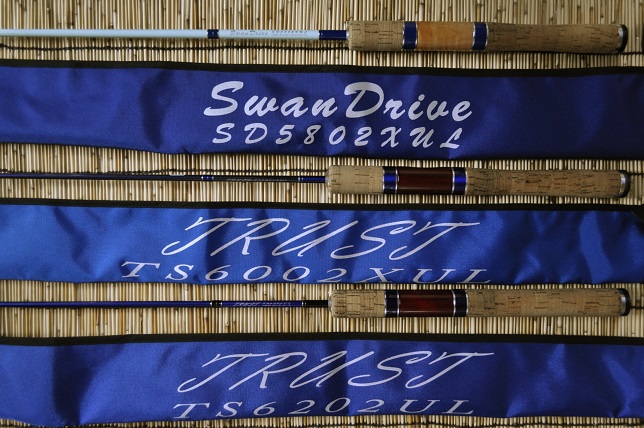 SwanDrive
SD5802XUL
TRUST
TS6002XUL
TRUST
TS6202UL